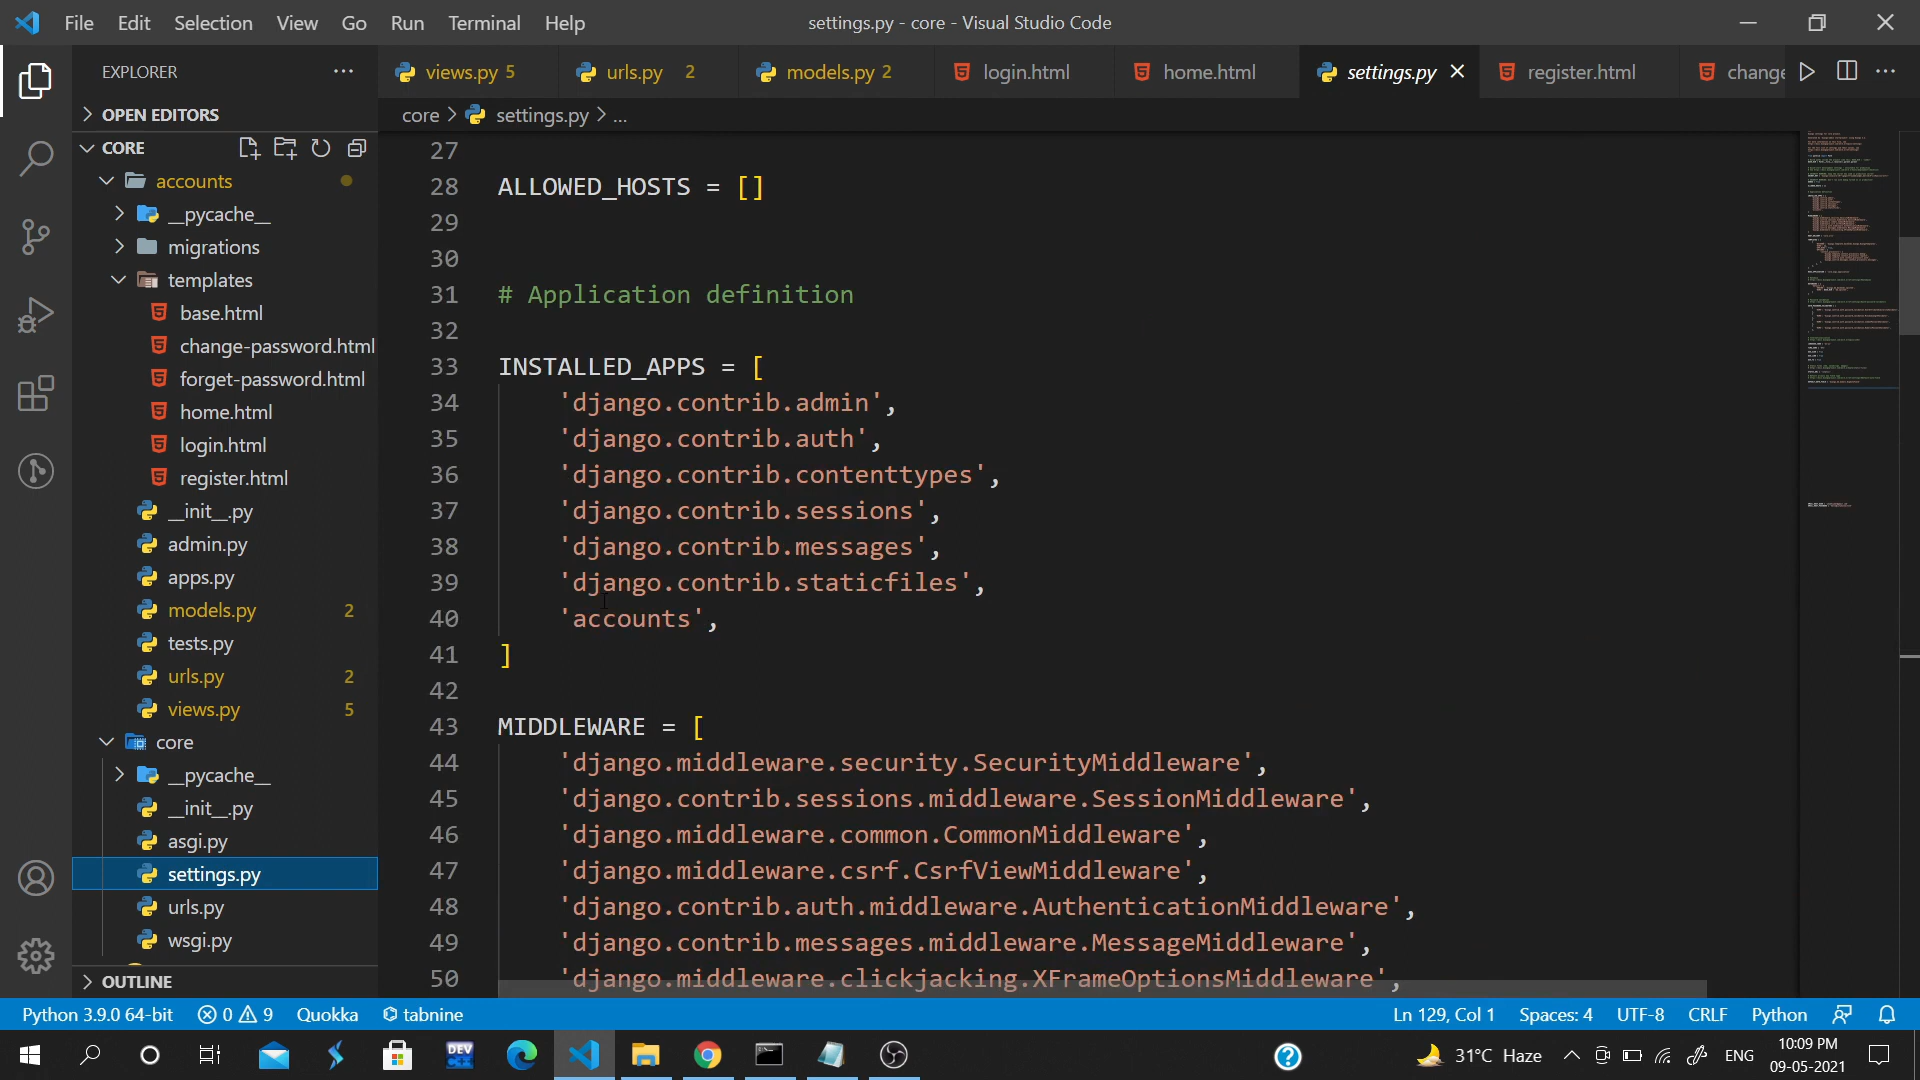 File Edit Selection View Go Run Terminal Help
settings.py - core - Visual Studio Code
EXPLORER
views.py 5
urls.py 2
models.py 2
login.html
home.html
settings.py
register.html
change
OPEN EDITORS
core > settings.py > ...
CORE
accounts
__pycache__
migrations
templates
base.html
change-password.html
forget-password.html
home.html
login.html
register.html
__init__.py
admin.py
apps.py
models.py 2
tests.py
urls.py 2
views.py 5
core
__pycache__
__init__.py
asgi.py
settings.py
urls.py
wsgi.py
OUTLINE
27
28 ALLOWED_HOSTS = []
29
30
31 # Application definition
32
33 INSTALLED_APPS = [
34 'django.contrib.admin',
35 'django.contrib.auth',
36 'django.contrib.contenttypes',
37 'django.contrib.sessions',
38 'django.contrib.messages',
39 'django.contrib.staticfiles',
40 'accounts',
41 ]
42
43 MIDDLEWARE = [
44 'django.middleware.security.SecurityMiddleware',
45 'django.contrib.sessions.middleware.SessionMiddleware',
46 'django.middleware.common.CommonMiddleware',
47 'django.middleware.csrf.CsrfViewMiddleware',
48 'django.contrib.auth.middleware.AuthenticationMiddleware',
49 'django.contrib.messages.middleware.MessageMiddleware',
50 'django.middleware.clickjacking.XFrameOptionsMiddleware',
Python 3.9.0 64-bit 0 9 Quokka tabnine
Ln 129, Col 1 Spaces: 4 UTF-8 CRLF Python
DEV C++
31°C Haze
ENG
10:09 PM
09-05-2021